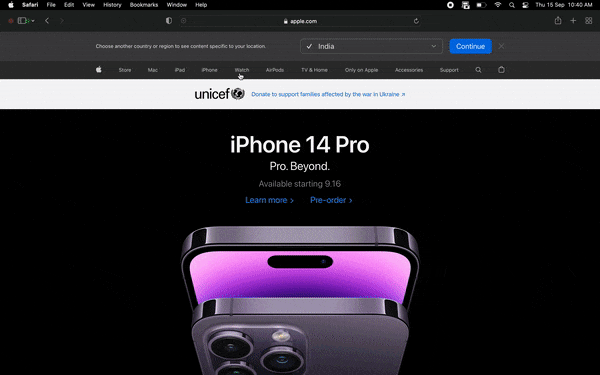 Safari File Edit View History Bookmarks Window Help Thu 15 Sep 10:40 AM
apple.com
Choose another country or region to see content specific to your location.
India
Continue
Store Mac iPad iPhone Watch AirPods TV & Home Only on Apple Accessories Support
unicef Donate to support families affected by the war in Ukraine
iPhone 14 Pro
Pro. Beyond.
Available starting 9.16
Learn more > Pre-order >